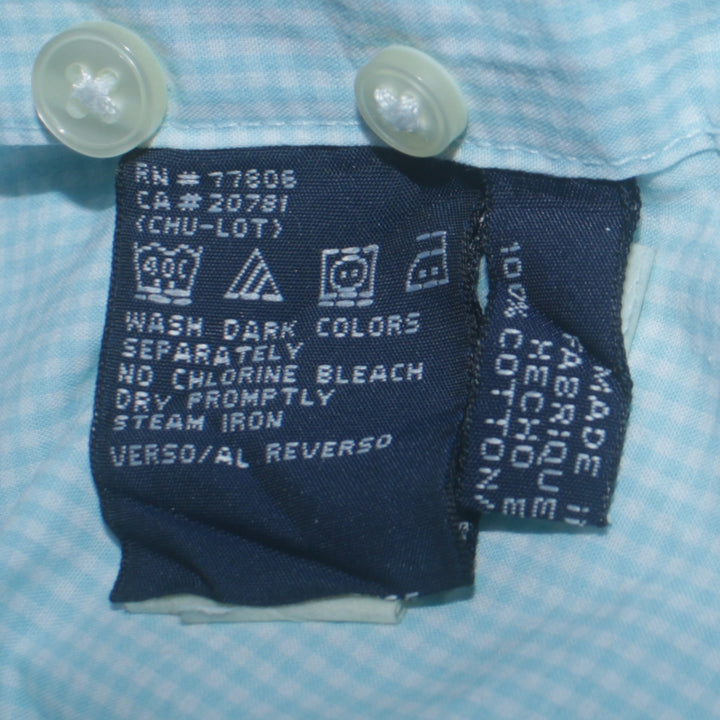 RN # 77806
CA # 20781
(CHU-LOT)
40C
WASH DARK COLORS
SEPARATELY
NO CHLORINE BLEACH
DRY PROMPTLY
STEAM IRON
VERSO/AL REVERSO
MADE
FABRIQUE
HECHO E
100% COTTON/